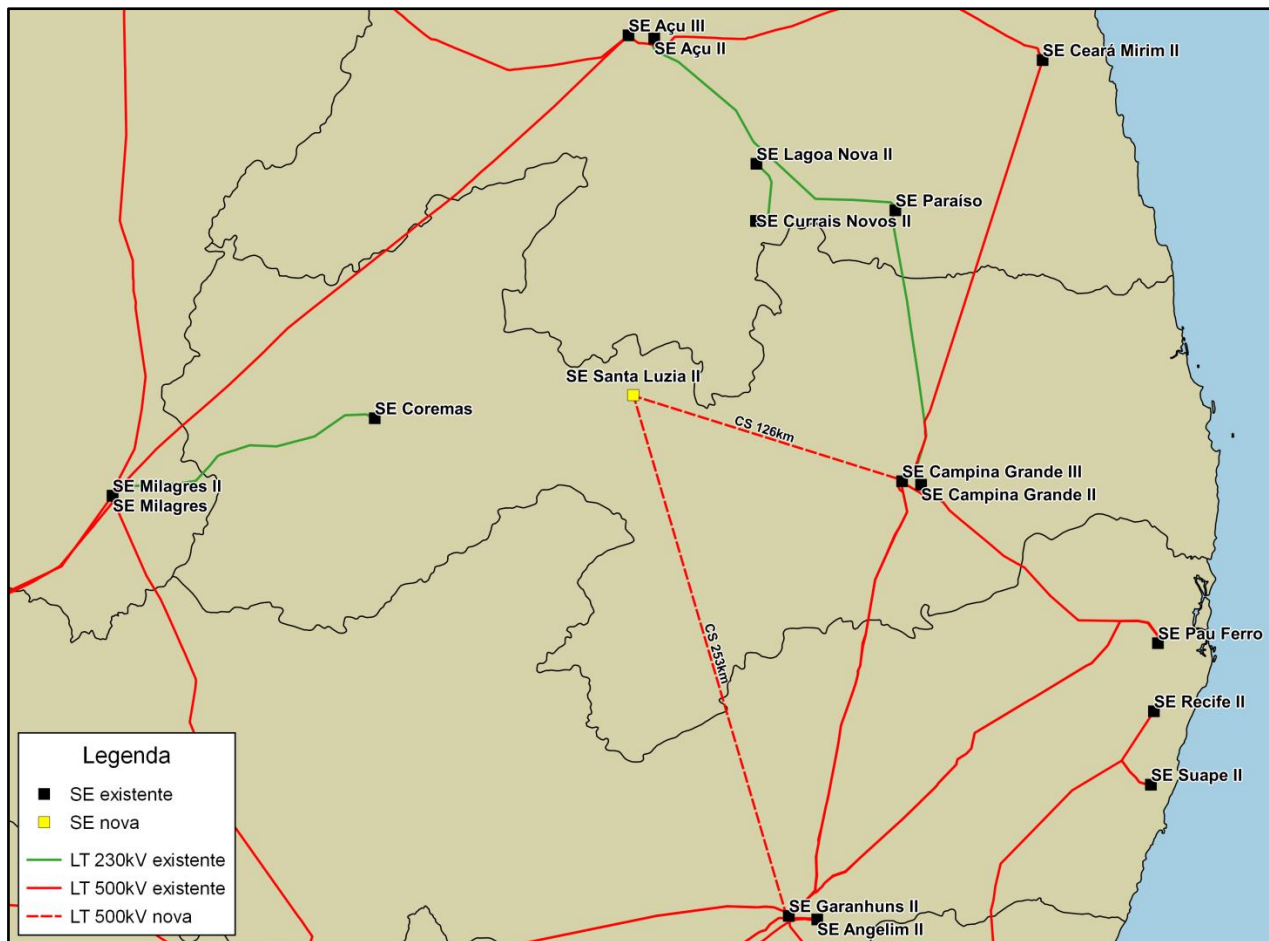 SE Açu III
SE Açu II
SE Ceará Mirim II
SE Lagoa Nova II
SE Paraíso
SE Currais Novos II
SE Santa Luzia II
SE Coremas
CS 126km
SE Campina Grande III
SE Campina Grande II
SE Milagres II
SE Milagres
CS 253km
SE Pau Ferro
SE Recife II
SE Suape II
SE Garanhuns II
SE Angelim II
Legenda
SE existente
SE nova
LT 230kV existente
LT 500kV existente
LT 500kV nova